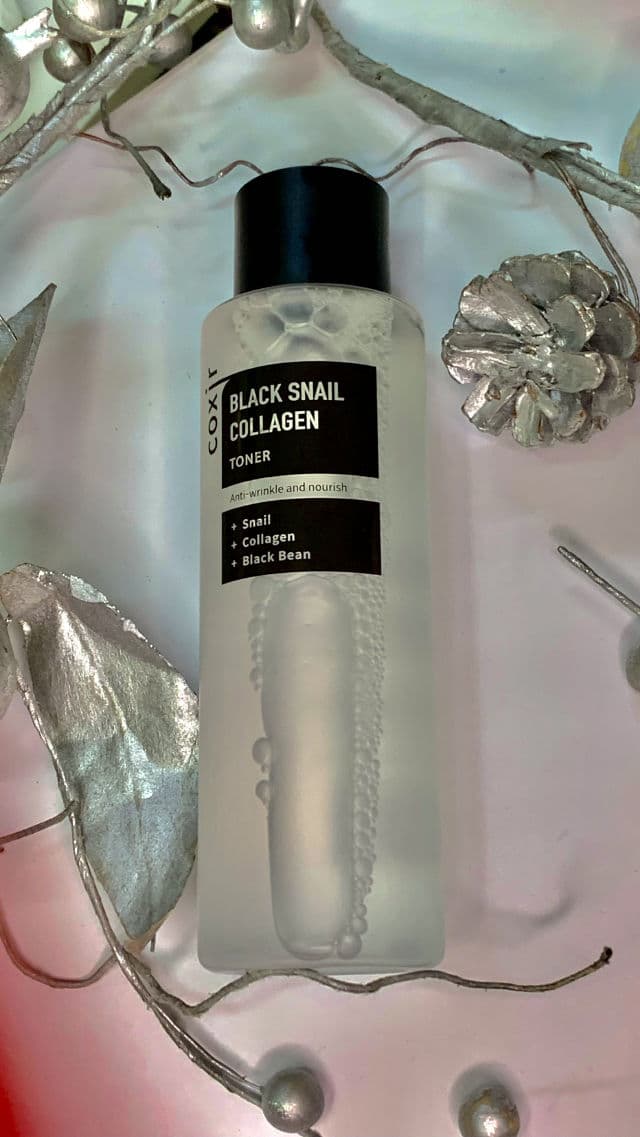 coxir
BLACK SNAIL
COLLAGEN
TONER
Anti-wrinkle and nourish
+ Snail
+ Collagen
+ Black Bean